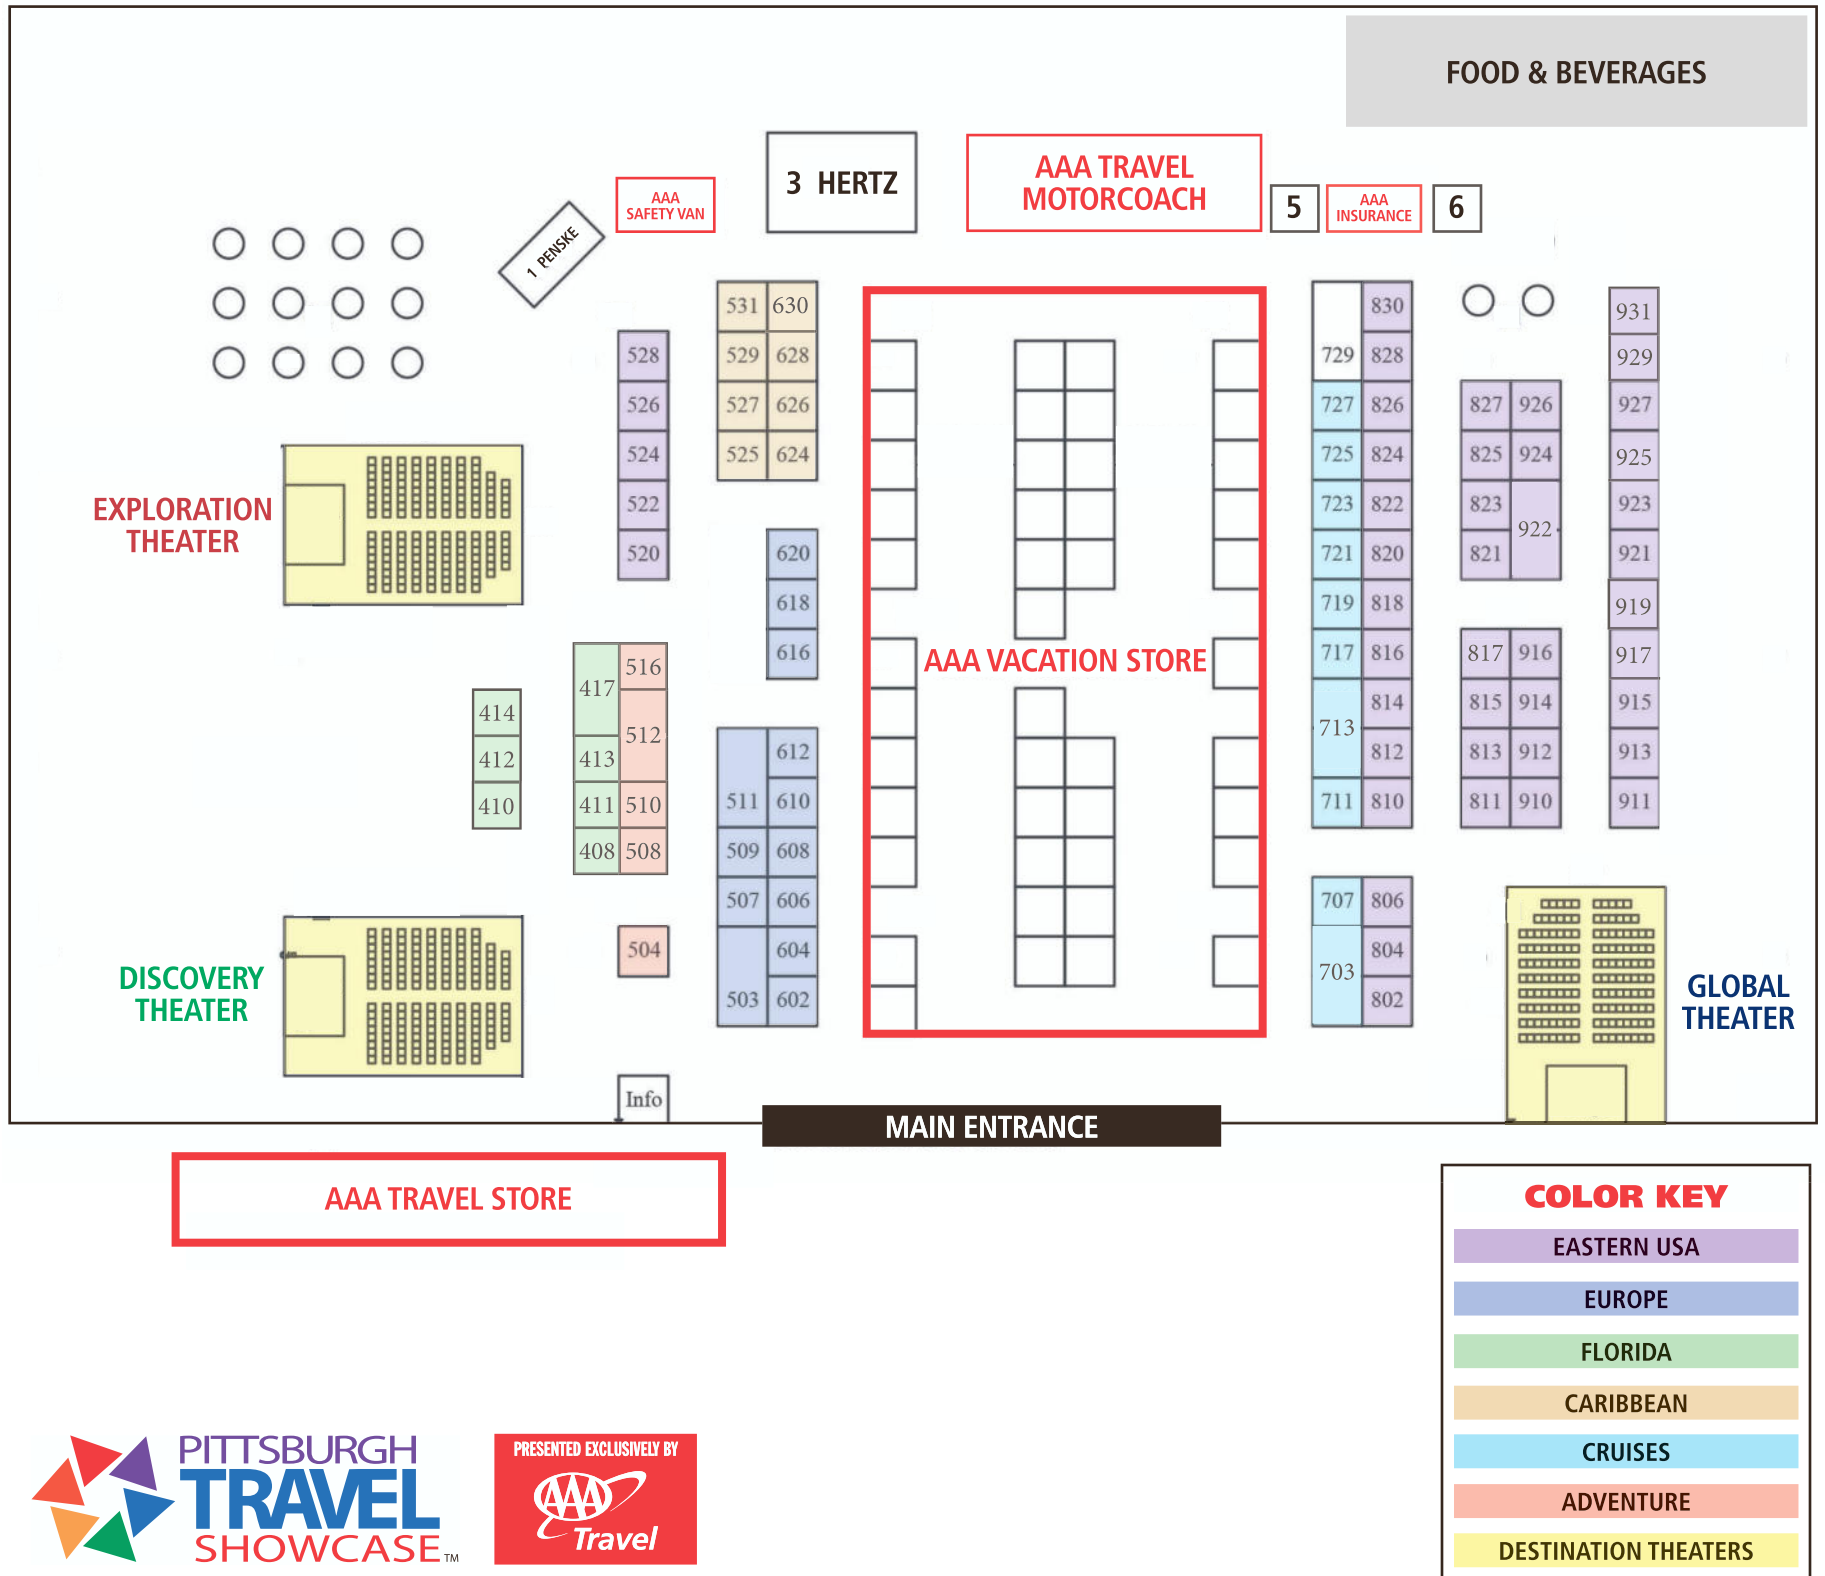 FOOD & BEVERAGES
3 HERTZ
AAA TRAVEL
MOTORCOACH
5
AAA
INSURANCE
6
AAA
SAFETY VAN
1 PENSKE
531 630
529 628
527 626
525 624
528
526
524
522
520
EXPLORATION
THEATER
620
618
616
417
516
512
413
411 510
408 508
414
412
410
612
511 610
509 608
507 606
604
503 602
504
DISCOVERY
THEATER
Info
AAA VACATION STORE
830
729 828
727 826
725 824
723 822
721 820
719 818
717 816
814
713
812
711 810
707 806
804
703
802
827 926
825 924
823
922
821
817 916
815 914
813 912
811 910
931
929
927
925
923
921
919
917
915
913
911
GLOBAL
THEATER
MAIN ENTRANCE
AAA TRAVEL STORE
COLOR KEY
EASTERN USA
EUROPE
FLORIDA
CARIBBEAN
CRUISES
ADVENTURE
DESTINATION THEATERS
PITTSBURGH
TRAVEL
SHOWCASE™
PRESENTED EXCLUSIVELY BY
AAA
Travel